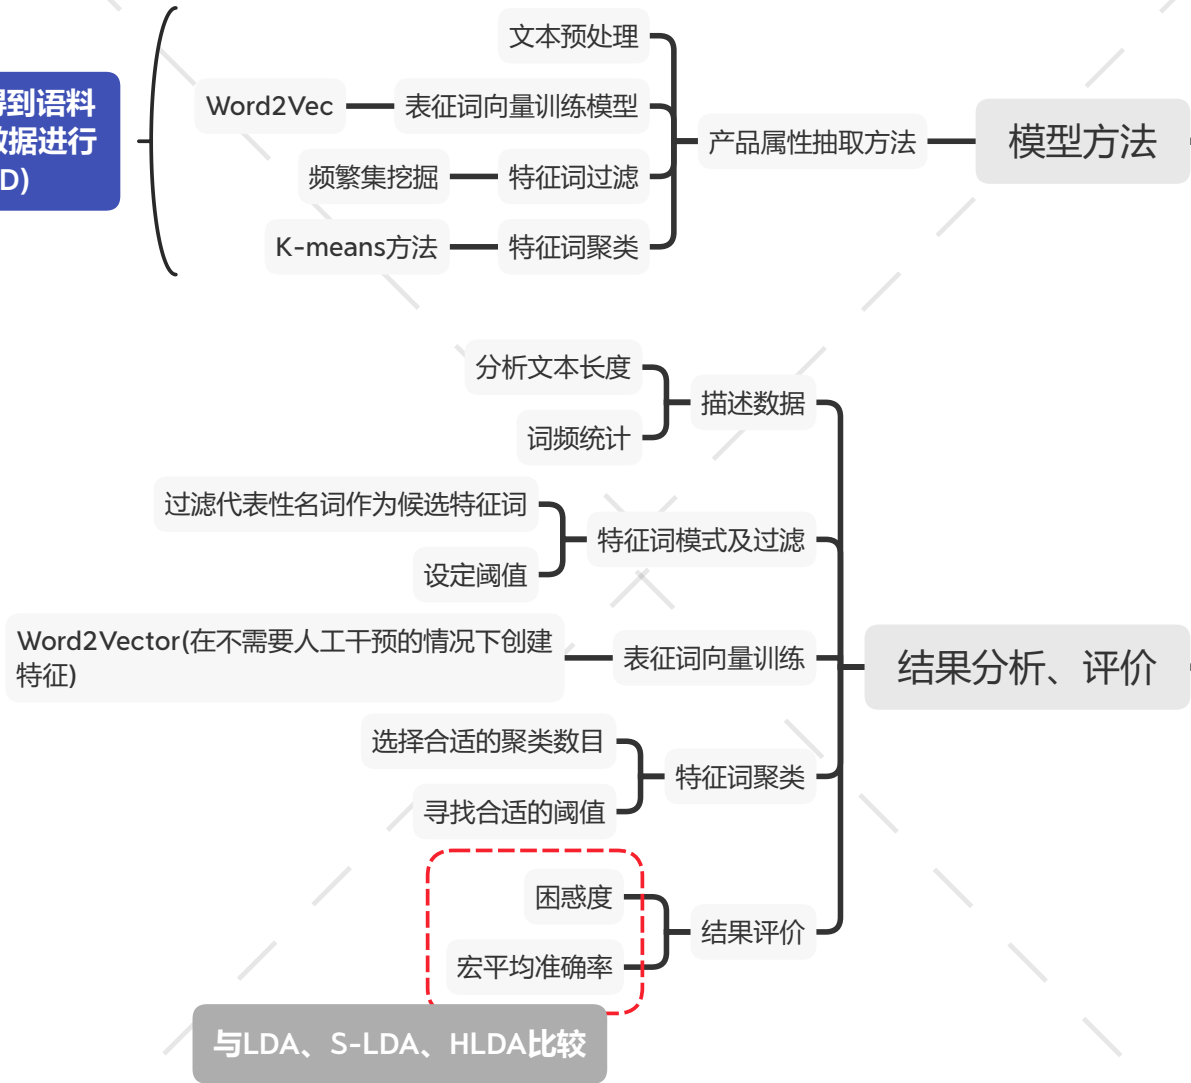 得到语料
数据进行
D)
文本预处理
Word2Vec
表征词向量训练模型
频繁集挖掘
特征词过滤
K-means方法
特征词聚类
产品属性抽取方法
模型方法
分析文本长度
词频统计
描述数据
过滤代表性名词作为候选特征词
设定阈值
特征词模式及过滤
Word2Vector(在不需要人工干预的情况下创建
特征)
表征词向量训练
选择合适的聚类数目
寻找合适的阈值
特征词聚类
困惑度
宏平均准确率
结果评价
结果分析、评价
与LDA、S-LDA、HLDA比较